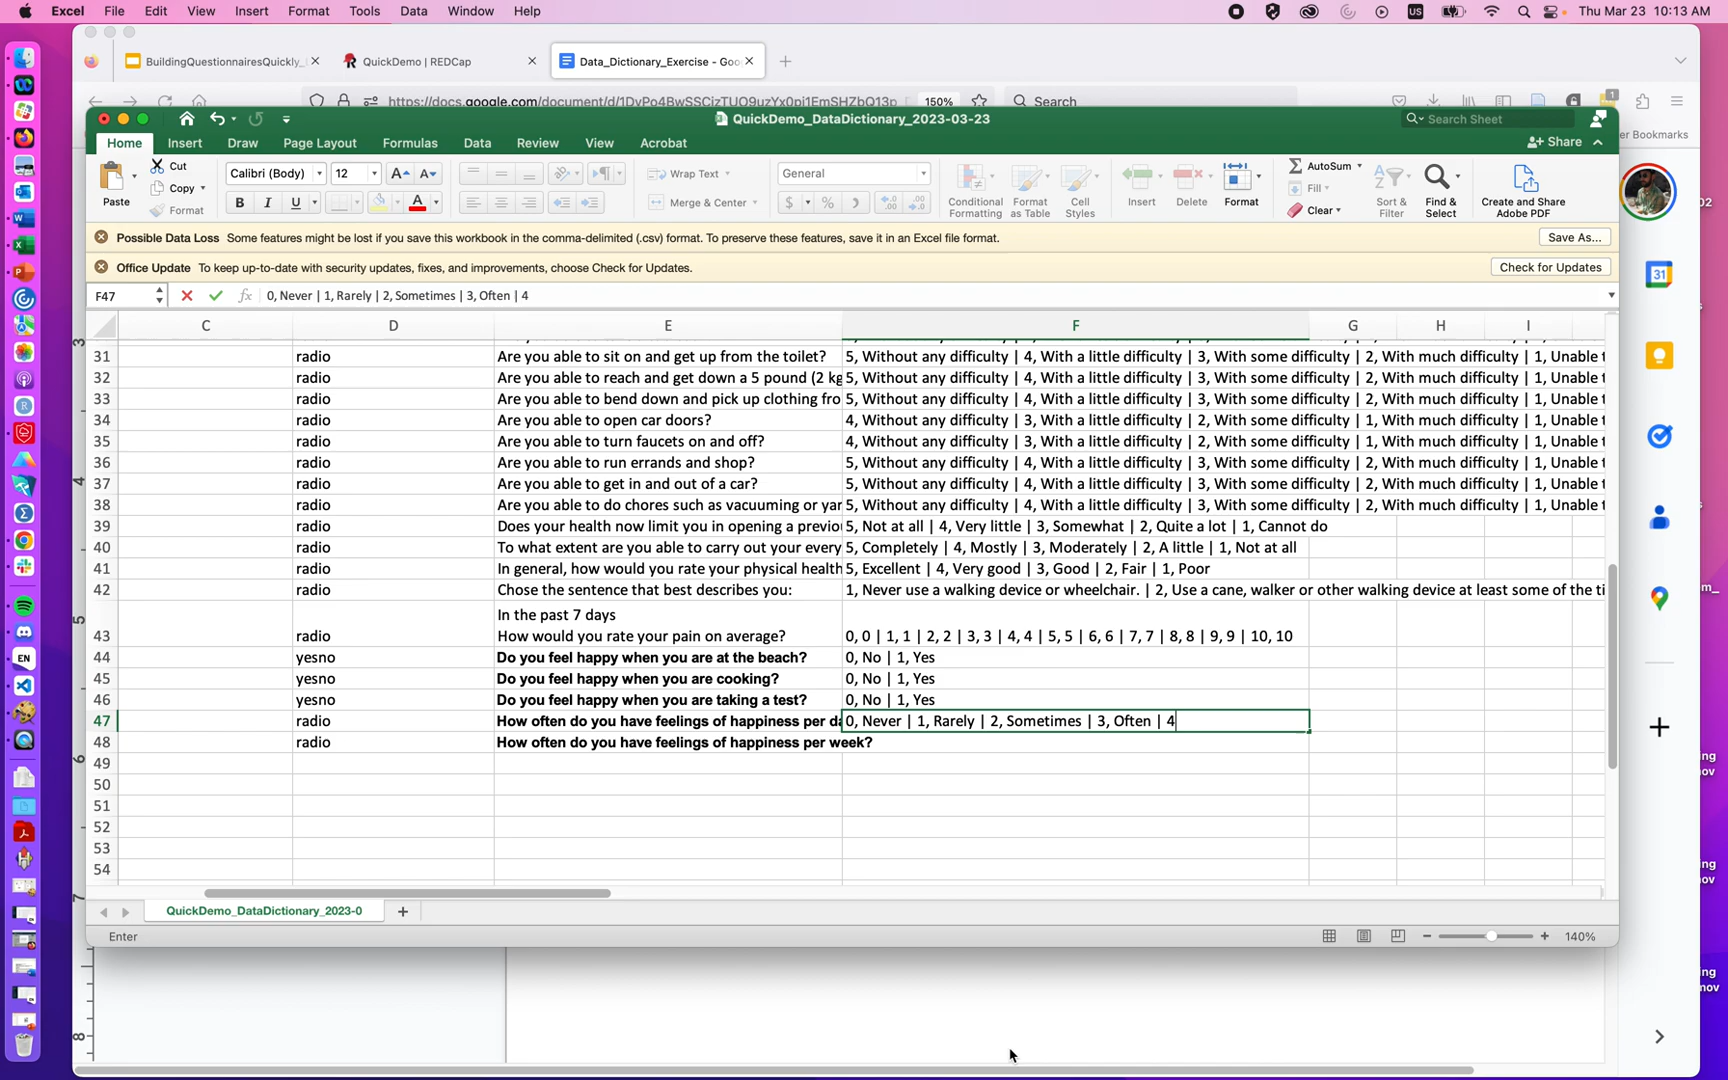 Excel File Edit View Insert Format Tools Data Window Help US Thu Mar 23 10:13 AM
BuildingQuestionnairesQuickly_ QuickDemo | REDCap Data_Dictionary_Exercise - Goo
https://docs.google.com/document/d/1DvPo4BwSSCizTUO9uzYx0pi1EmSHZbQ13p 150% Search
QuickDemo_DataDictionary_2023-03-23 Search Sheet er Bookmarks
Home Insert Draw Page Layout Formulas Data Review View Acrobat Share
Paste Cut Copy Format Calibri (Body) 12 Wrap Text Merge & Center General Conditional Formatting Format as Table Cell Styles Insert Delete Format AutoSum Fill Clear Sort & Filter Find & Select Create and Share Adobe PDF
Possible Data Loss Some features might be lost if you save this workbook in the comma-delimited (.csv) format. To preserve these features, save it in an Excel file format. Save As...
Office Update To keep up-to-date with security updates, fixes, and improvements, choose Check for Updates. Check for Updates
F47 fx 0, Never | 1, Rarely | 2, Sometimes | 3, Often | 4
C D E F G H I
31 radio Are you able to sit on and get up from the toilet? 5, Without any difficulty | 4, With a little difficulty | 3, With some difficulty | 2, With much difficulty | 1, Unable t
32 radio Are you able to reach and get down a 5 pound (2 kg 5, Without any difficulty | 4, With a little difficulty | 3, With some difficulty | 2, With much difficulty | 1, Unable t
33 radio Are you able to bend down and pick up clothing fro 5, Without any difficulty | 4, With a little difficulty | 3, With some difficulty | 2, With much difficulty | 1, Unable t
34 radio Are you able to open car doors? 4, Without any difficulty | 3, With a little difficulty | 2, With some difficulty | 1, With much difficulty | 1, Unable t
35 radio Are you able to turn faucets on and off? 4, Without any difficulty | 3, With a little difficulty | 2, With some difficulty | 1, With much difficulty | 1, Unable t
36 radio Are you able to run errands and shop? 5, Without any difficulty | 4, With a little difficulty | 3, With some difficulty | 2, With much difficulty | 1, Unable t
37 radio Are you able to get in and out of a car? 5, Without any difficulty | 4, With a little difficulty | 3, With some difficulty | 2, With much difficulty | 1, Unable t
38 radio Are you able to do chores such as vacuuming or yar 5, Without any difficulty | 4, With a little difficulty | 3, With some difficulty | 2, With much difficulty | 1, Unable t
39 radio Does your health now limit you in opening a previou 5, Not at all | 4, Very little | 3, Somewhat | 2, Quite a lot | 1, Cannot do
40 radio To what extent are you able to carry out your every 5, Completely | 4, Mostly | 3, Moderately | 2, A little | 1, Not at all
41 radio In general, how would you rate your physical health 5, Excellent | 4, Very good | 3, Good | 2, Fair | 1, Poor
42 radio Chose the sentence that best describes you: 1, Never use a walking device or wheelchair. | 2, Use a cane, walker or other walking device at least some of the ti
In the past 7 days
43 radio How would you rate your pain on average? 0, 0 | 1, 1 | 2, 2 | 3, 3 | 4, 4 | 5, 5 | 6, 6 | 7, 7 | 8, 8 | 9, 9 | 10, 10
44 yesno Do you feel happy when you are at the beach? 0, No | 1, Yes
45 yesno Do you feel happy when you are cooking? 0, No | 1, Yes
46 yesno Do you feel happy when you are taking a test? 0, No | 1, Yes
47 radio How often do you have feelings of happiness per da 0, Never | 1, Rarely | 2, Sometimes | 3, Often | 4
48 radio How often do you have feelings of happiness per week?
49
50
51
52
53
54
QuickDemo_DataDictionary_2023-0
Enter 140%